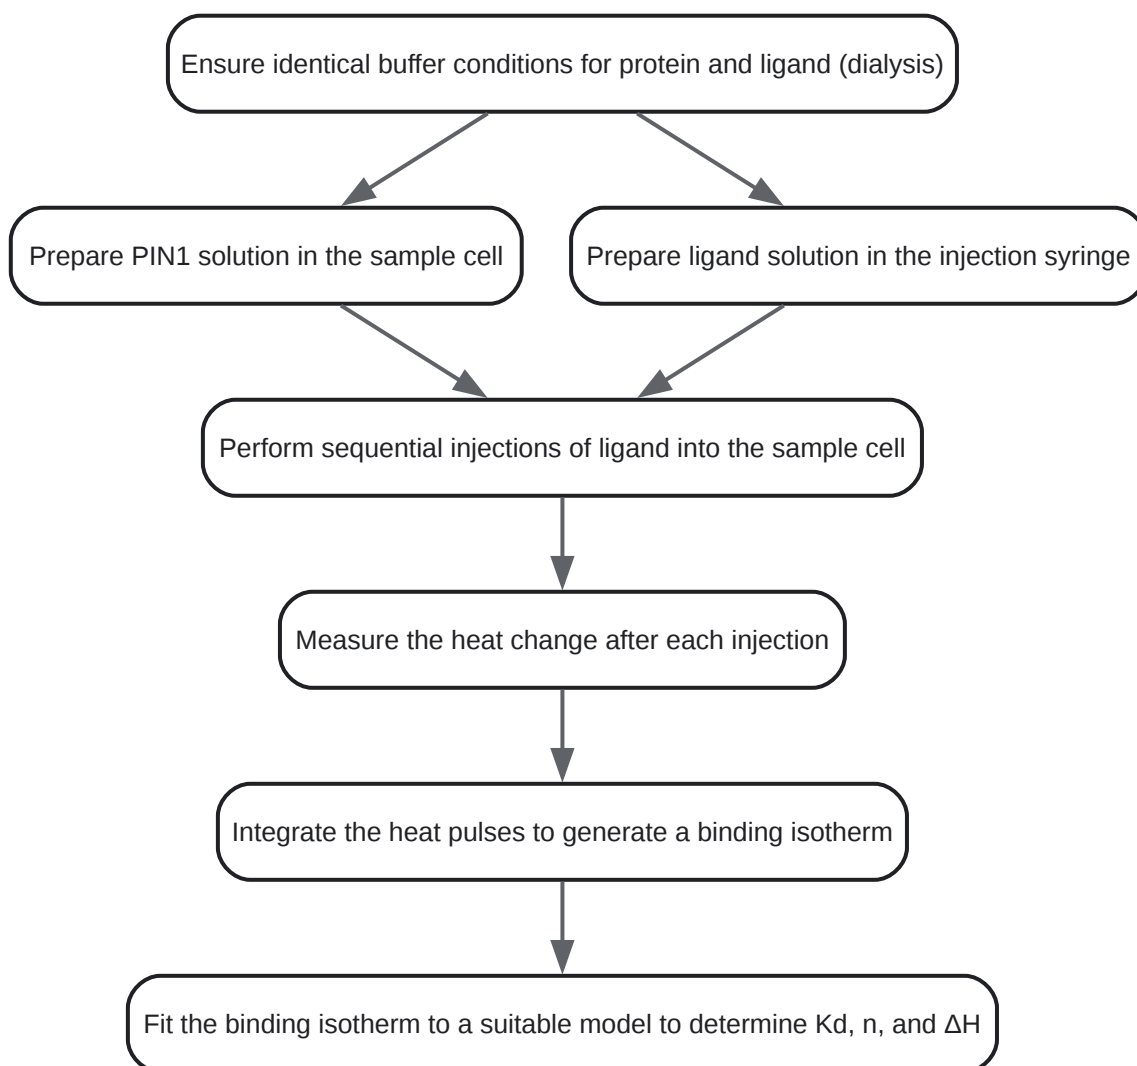 Ensure identical buffer conditions for protein and ligand (dialysis)
Prepare PIN1 solution in the sample cell
Prepare ligand solution in the injection syringe
Perform sequential injections of ligand into the sample cell
Measure the heat change after each injection
Integrate the heat pulses to generate a binding isotherm
Fit the binding isotherm to a suitable model to determine Kd, n, and ΔH